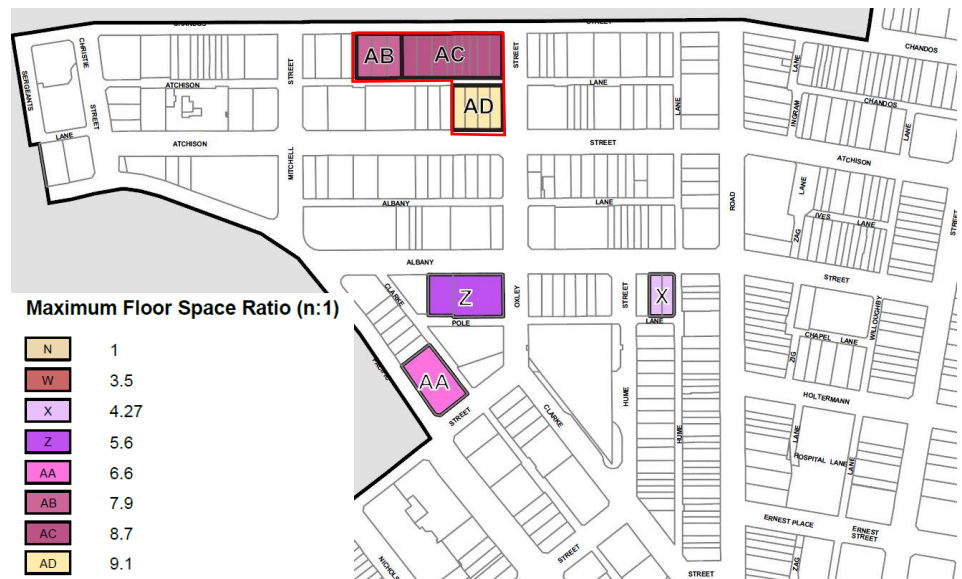 CHANDOS
STREET
CHRISTIE
SERGEANTS
STREET
LANE
ATCHISON
STREET
AB
AC
STREET
LANE
AD
LANE
LANE
INGRAM
CHANDOS
CHANDOS
LANE
ATCHISON
MITCHELL
STREET
ATCHISON
ALBANY
LANE
ROAD
LANE
ZAG
IVES LANE
STREET
ALBANY
CLARKE
Z
OXLEY
STREET
X
LANE
STREET
POLE
PACIFIC
AA
STREET
CLARKE
HUME
HUME
ZIG
CHAPEL LANE
WILLOUGHBY
HOLTERMANN
LANE
HOSPITAL LANE
LANE
ERNEST PLACE
ERNEST
STREET
ZAG
STREET
STREET
Maximum Floor Space Ratio (n:1)
N 1
W 3.5
X 4.27
Z 5.6
AA 6.6
AB 7.9
AC 8.7
AD 9.1